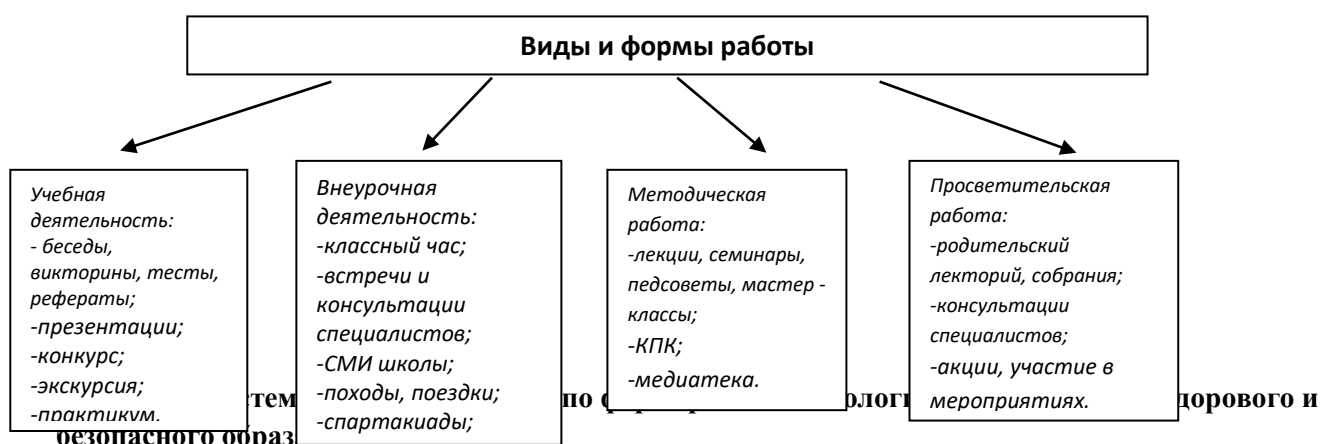 Виды и формы работы
Учебная
деятельность:
- беседы,
викторины, тесты,
рефераты;
-презентации;
-конкурс;
-экскурсия;
-практикум.
Внеурочная
деятельность:
-классный час;
-встречи и
консультации
специалистов;
-СМИ школы;
-походы, поездки;
-спартакиады;
Методическая
работа:
-лекции, семинары,
педсоветы, мастер -
классы;
-КПК;
-медиатека.
Просветительская
работа:
-родительский
лекторий, собрания;
-консультации
специалистов;
-акции, участие в
мероприятиях.
по и
безопасного